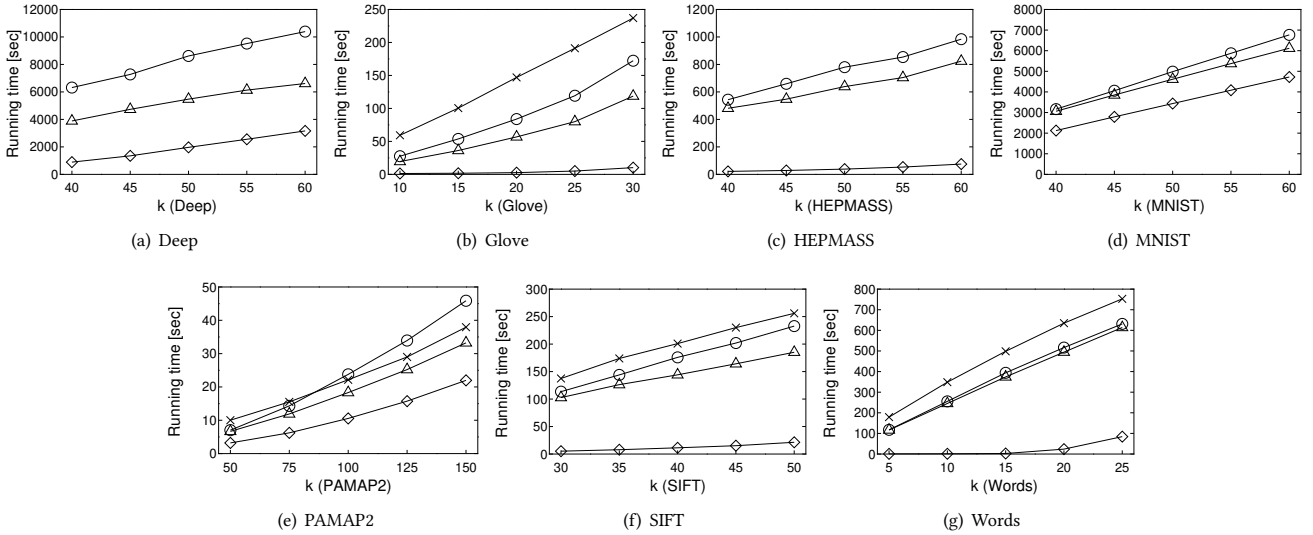 12000
10000
8000
6000
4000
2000
0
Running time [sec]
40 45 50 55 60
k (Deep)
(a) Deep
250
200
150
100
50
0
Running time [sec]
10 15 20 25 30
k (Glove)
(b) Glove
1200
1000
800
600
400
200
0
Running time [sec]
40 45 50 55 60
k (HEPMASS)
(c) HEPMASS
8000
7000
6000
5000
4000
3000
2000
1000
0
Running time [sec]
40 45 50 55 60
k (MNIST)
(d) MNIST
50
40
30
20
10
0
Running time [sec]
50 75 100 125 150
k (PAMAP2)
(e) PAMAP2
300
250
200
150
100
50
0
Running time [sec]
30 35 40 45 50
k (SIFT)
(f) SIFT
800
700
600
500
400
300
200
100
0
Running time [sec]
5 10 15 20 25
k (Words)
(g) Words